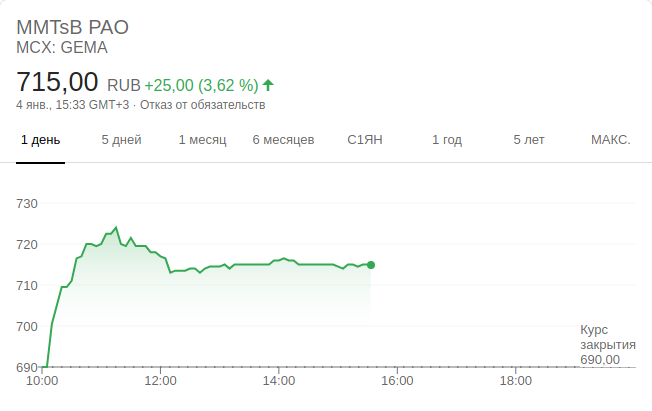 MMTsB PAO
MCX: GEMA
715,00 RUB +25,00 (3,62 %)
4 янв., 15:33 GMT+3 · Отказ от обязательств
1 день 5 дней 1 месяц 6 месяцев С1ЯН 1 год 5 лет МАКС.
730
720
710
700
690
Курс
закрытия
690,00
10:00 12:00 14:00 16:00 18:00